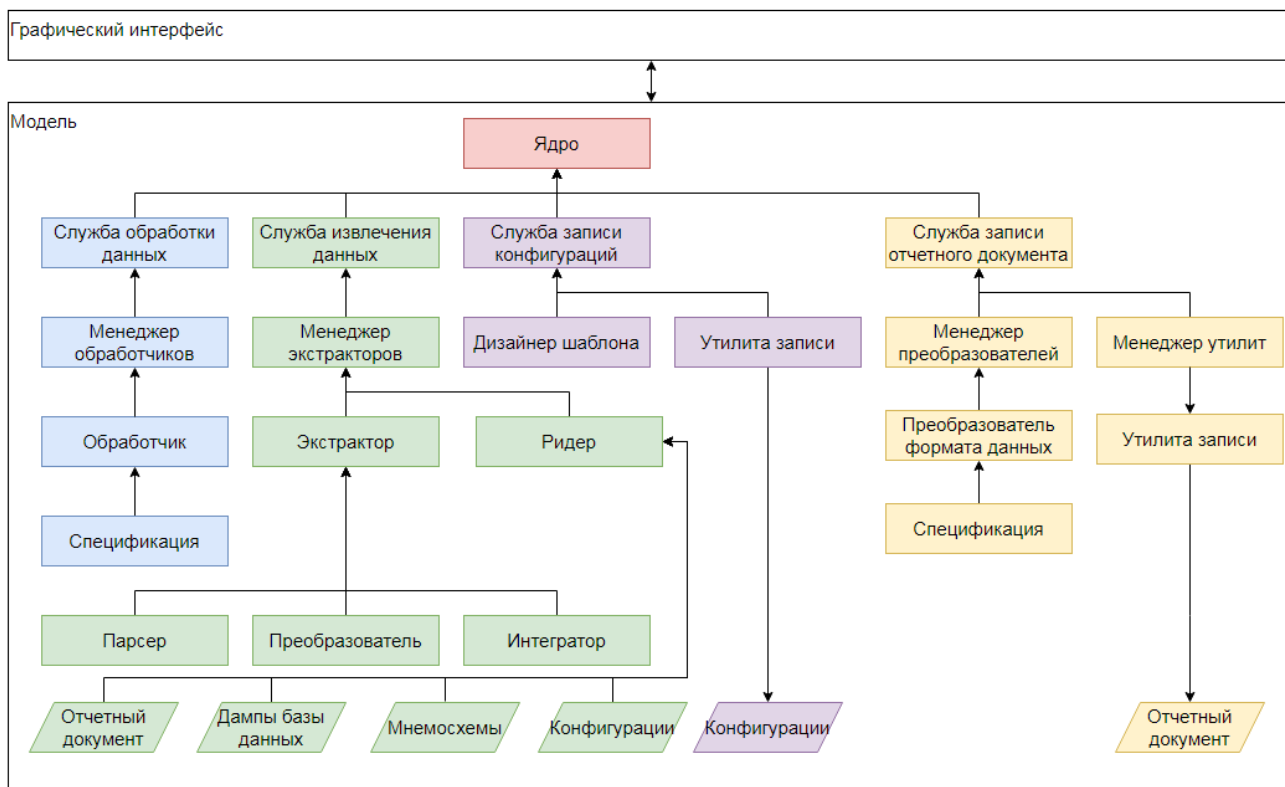 Графический интерфейс
Модель
Ядро
Служба обработки
данных
Служба извлечения
данных
Служба записи
конфигураций
Служба записи
отчетного документа
Менеджер
обработчиков
Менеджер
экстракторов
Дизайнер шаблона
Утилита записи
Менеджер
преобразователей
Менеджер утилит
Обработчик
Экстрактор
Ридер
Преобразователь
формата данных
Утилита записи
Спецификация
Спецификация
Парсер
Преобразователь
Интегратор
Отчетный
документ
Дампы базы
данных
Мнемосхемы
Конфигурации
Конфигурации
Отчетный
документ